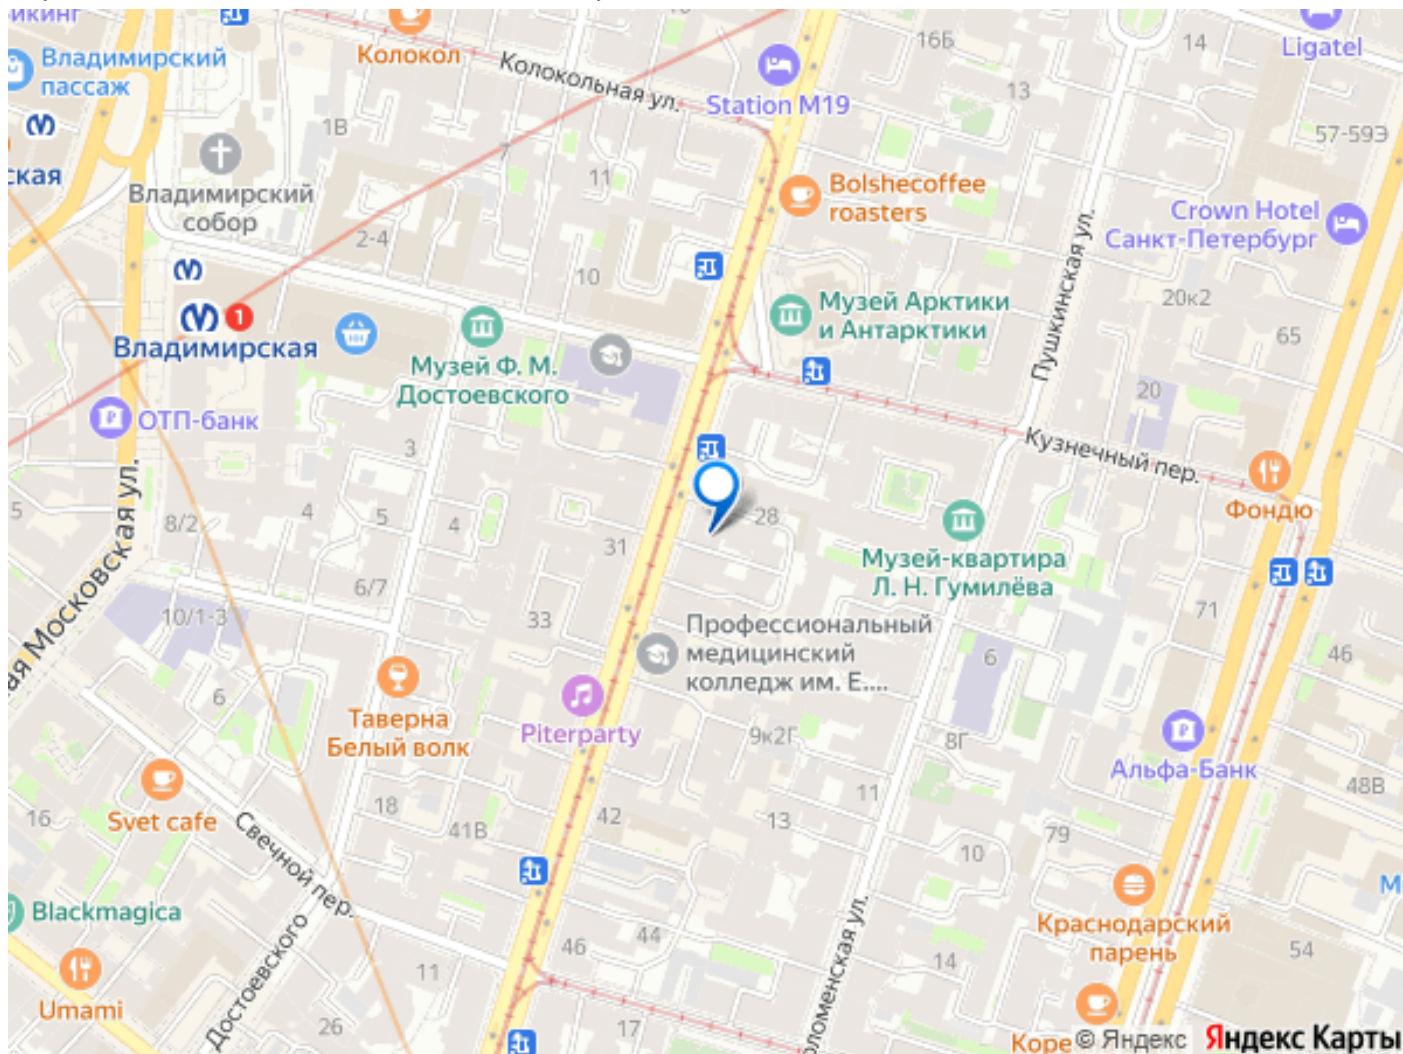 икинг
Колокол
Владимирский
пассаж
Колокольная ул.
Station M19
16Б
14
Ligatel
13
57-59Э
1В
7
ская
Владимирский
собор
11
Bolshecoffee
roasters
Crown Hotel
Санкт-Петербург
2-4
10
Пушкинская ул.
20к2
65
1
Владимирская
Музей Ф. М.
Достоевского
Музей Арктики
и Антарктики
20
ОТП-банк
3
Кузнечный пер.
Фондю
5
8/2
4
5
4
31
28
Музей-квартира
Л. Н. Гумилёва
ая Московская ул.
10/1-3
6/7
33
Профессиональный
медицинский
колледж им. Е....
71
6
46
6
Таверна
Белый волк
Piterparty
9к2Г
8Г
Альфа-Банк
48В
16
Svet cafe
18
41В
42
13
11
79
10
Свечной пер.
Blackmagica
Краснодарский
парень
М
Достоевского
46
44
14
54
Umami
11
26
17
оломенская ул.
Коре
© Яндекс Яндекс Карты